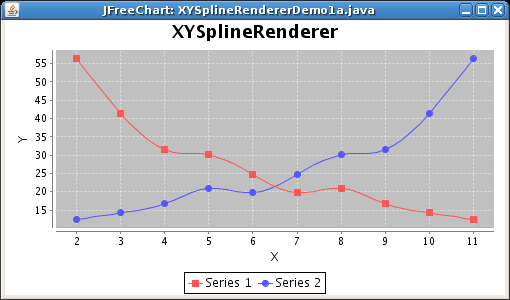 JFreeChart: XYSplineRendererDemo1a.java
XYSplineRenderer
Y
55
50
45
40
35
30
25
20
15
2 3 4 5 6 7 8 9 10 11
X
Series 1 Series 2